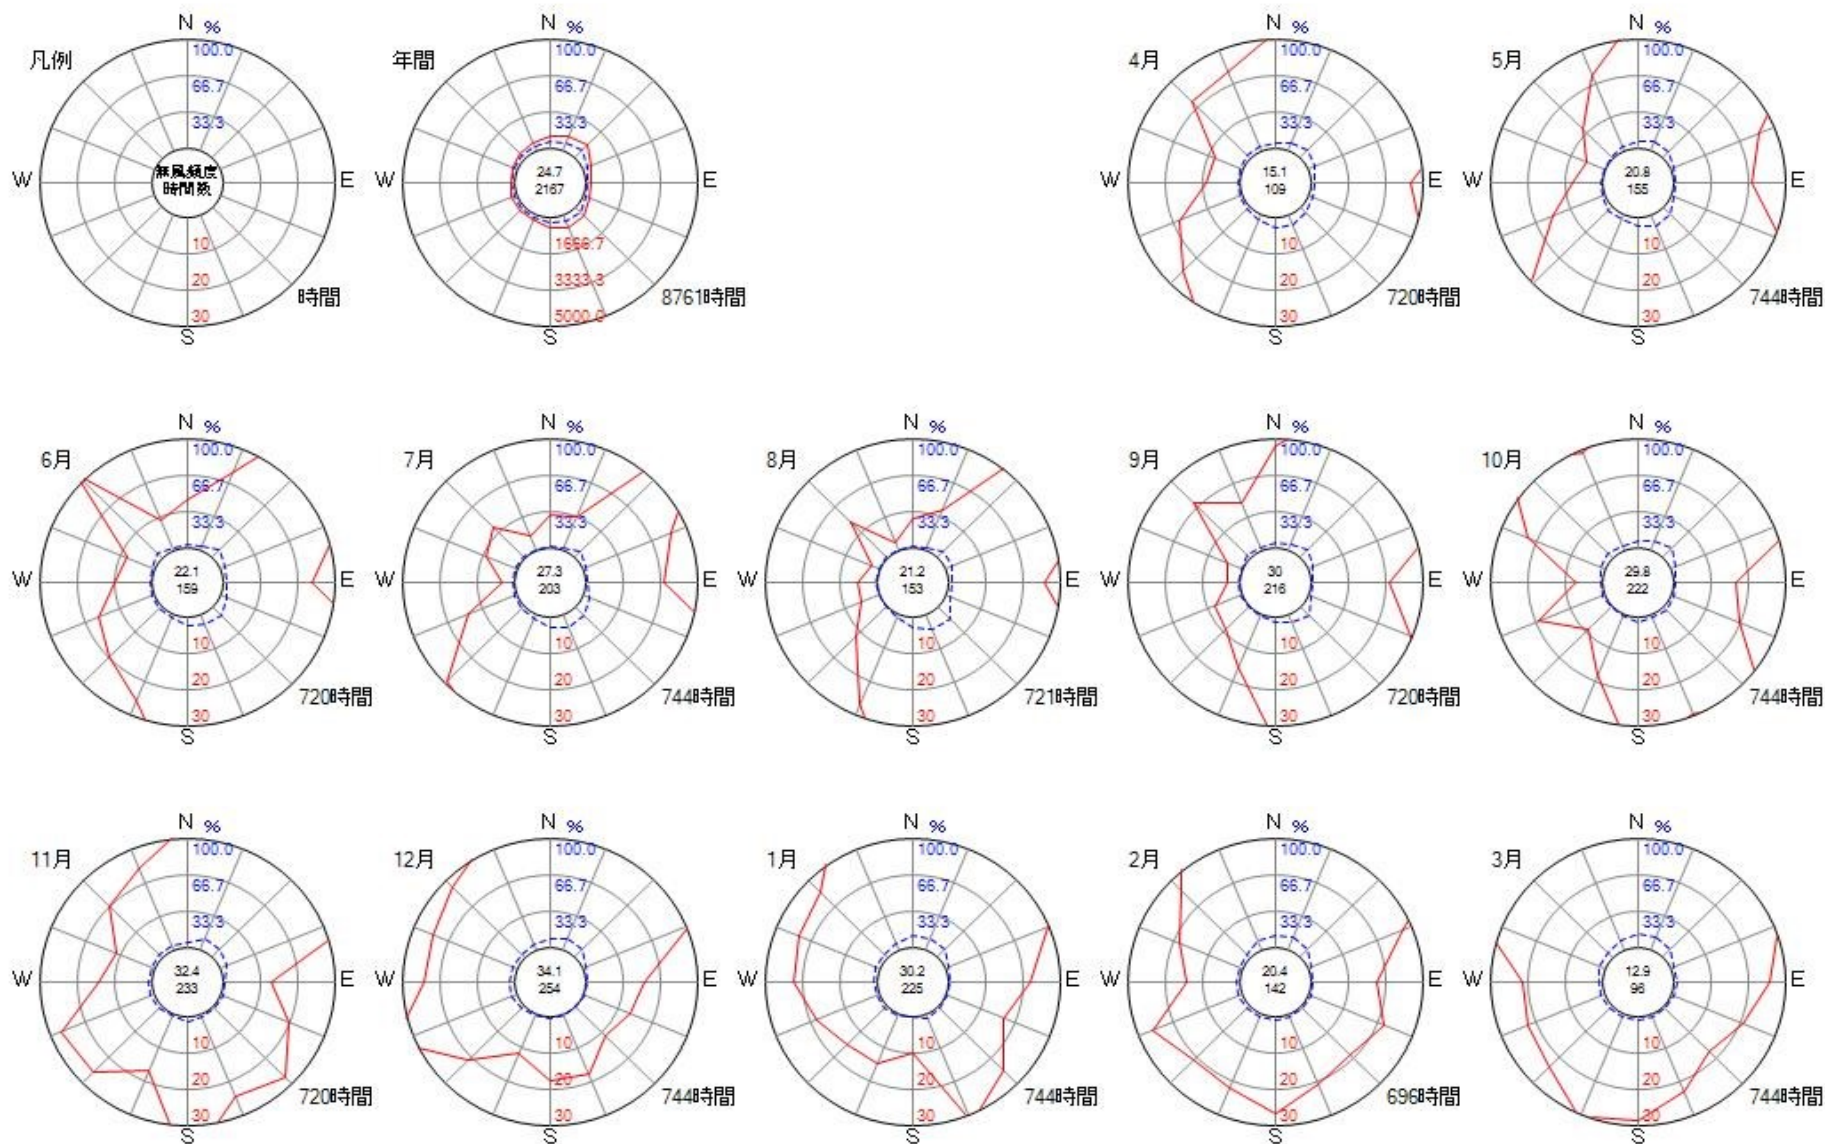 凡例
N %
100.0
66.7
33.3
W
無風頻度
時間数
E
10
20
30
時間
S
年間
N %
100.0
66.7
33.3
W
24.7
2167
E
1666.7
3333.3
5000.0
8761時間
S
4月
N %
100.0
66.7
33.3
W
15.1
109
E
10
20
30
720時間
S
5月
N %
100.0
66.7
33.3
W
20.8
155
E
10
20
30
744時間
S
6月
N %
100.0
66.7
33.3
W
22.1
159
E
10
20
30
720時間
S
7月
N %
100.0
66.7
33.3
W
27.3
203
E
10
20
30
744時間
S
8月
N %
100.0
66.7
33.3
W
21.2
153
E
10
20
30
721時間
S
9月
N %
100.0
66.7
33.3
W
30
216
E
10
20
30
720時間
S
10月
N %
100.0
66.7
33.3
W
29.8
222
E
10
20
30
744時間
S
11月
N %
100.0
66.7
33.3
W
32.4
233
E
10
20
30
720時間
S
12月
N %
100.0
66.7
33.3
W
34.1
254
E
10
20
30
744時間
S
1月
N %
100.0
66.7
33.3
W
30.2
225
E
10
20
30
744時間
S
2月
N %
100.0
66.7
33.3
W
20.4
142
E
10
20
30
696時間
S
3月
N %
100.0
66.7
33.3
W
12.9
96
E
10
20
30
744時間
S